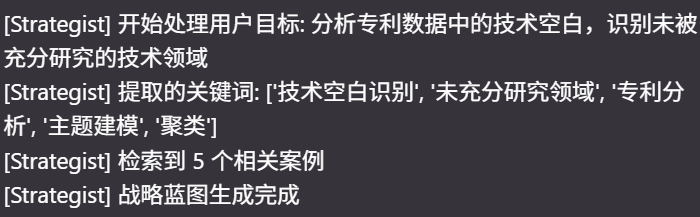 [Strategist] 开始处理用户目标: 分析专利数据中的技术空白，识别未被
充分研究的技术领域
[Strategist] 提取的关键词: ['技术空白识别', '未充分研究领域', '专利分
析', '主题建模', '聚类']
[Strategist] 检索到 5 个相关案例
[Strategist] 战略蓝图生成完成